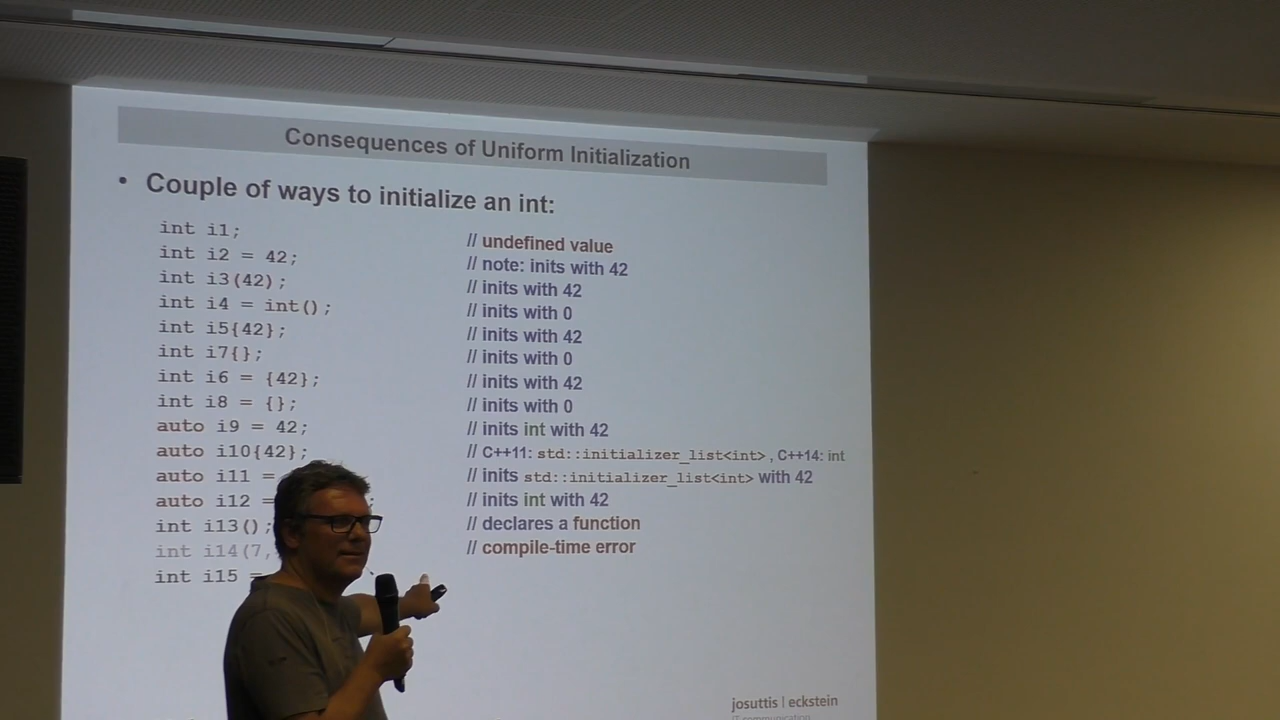 Consequences of Uniform Initialization
• Couple of ways to initialize an int:
int i1; // undefined value
int i2 = 42; // note: inits with 42
int i3(42); // inits with 42
int i4 = int(); // inits with 0
int i5{42}; // inits with 42
int i7{}; // inits with 0
int i6 = {42}; // inits with 42
int i8 = {}; // inits with 0
auto i9 = 42; // inits int with 42
auto i10{42}; // C++11: std::initializer_list<int>, C++14: int
auto i11 = // inits std::initializer_list<int> with 42
auto i12 = ; // inits int with 42
int i13(); // declares a function
int i14(7, // compile-time error
int i15 =
josuttis | eckstein
IT communication